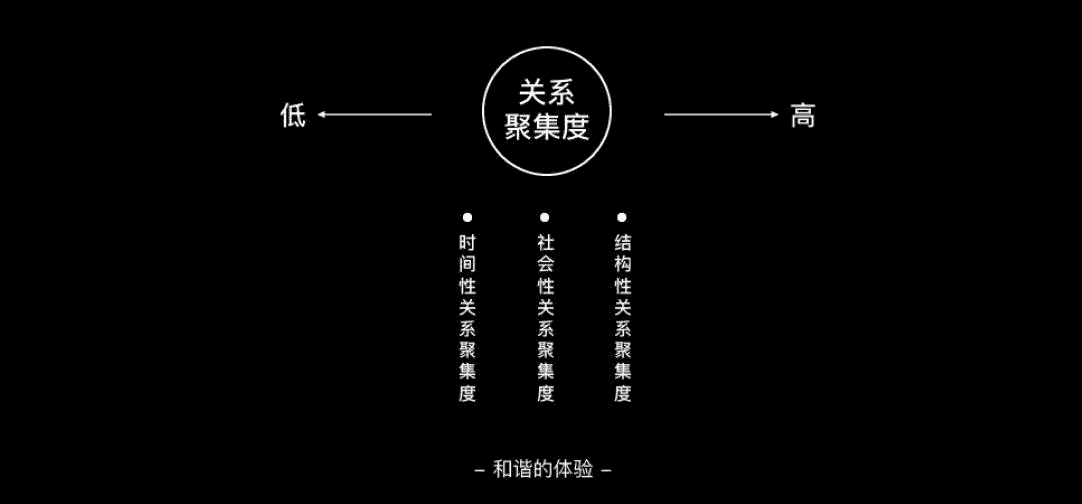 关系
聚集度
低
高
时间性关系聚集度
社会性关系聚集度
结构性关系聚集度
– 和谐的体验 –